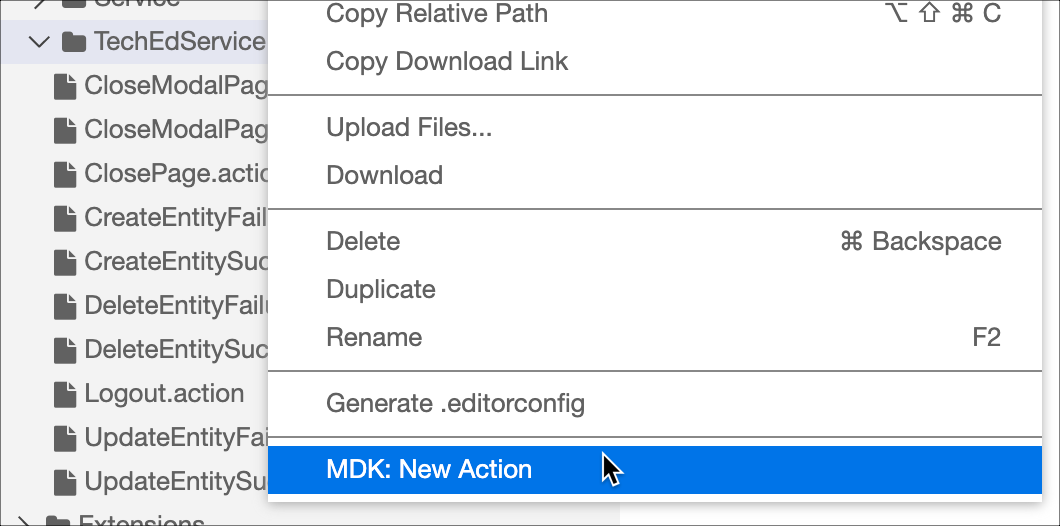 Service
TechEdService
CloseModalPag
CloseModalPag
ClosePage.actio
CreateEntityFail
CreateEntitySuc
DeleteEntityFailu
DeleteEntitySuc
Logout.action
UpdateEntityFai
UpdateEntitySu
Extensions
Copy Relative Path ⌥ ⇧ ⌘ C
Copy Download Link
Upload Files...
Download
Delete ⌘ Backspace
Duplicate
Rename F2
Generate .editorconfig
MDK: New Action